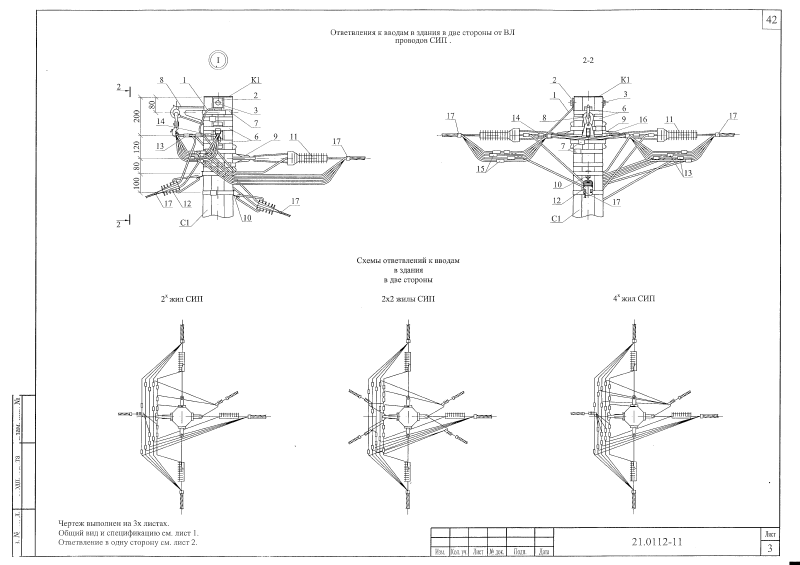 42
Ответвления к вводам в здания в две стороны от ВЛ
проводов СИП .
I
2-2
8
1
К1
2
3
7
6
9
11
17
14
13
2
80
200
120
80
100
17
12
С1
10
17
2
2
К1
1
3
8
6
14
9
16
11
17
17
7
15
13
10
12
17
С1
Схемы ответвлений к вводам
в здания
в две стороны
2х жил СИП
2х2 жилы СИП
4х жил СИП
Чертеж выполнен на 3х листах.
Общий вид и спецификацию см. лист 1.
Ответвление в одну сторону см. лист 2.
Изм. Кол. уч Лист № док. Подп. Дата
21.0112-11
Лист
3